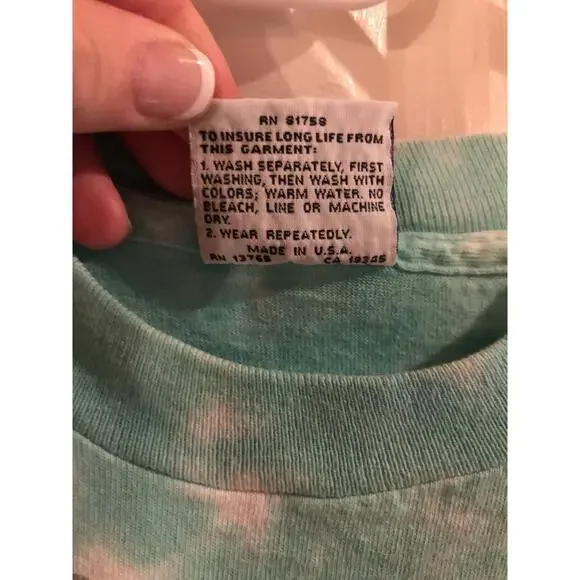 RN 81758
TO INSURE LONG LIFE FROM
THIS GARMENT:
1. WASH SEPARATELY, FIRST
WASHING, THEN WASH WITH
COLORS; WARM WATER. NO
BLEACH, LINE OR MACHINE
DRY.
2. WEAR REPEATEDLY.
MADE IN U.S.A.
RN 13765 CA 19345